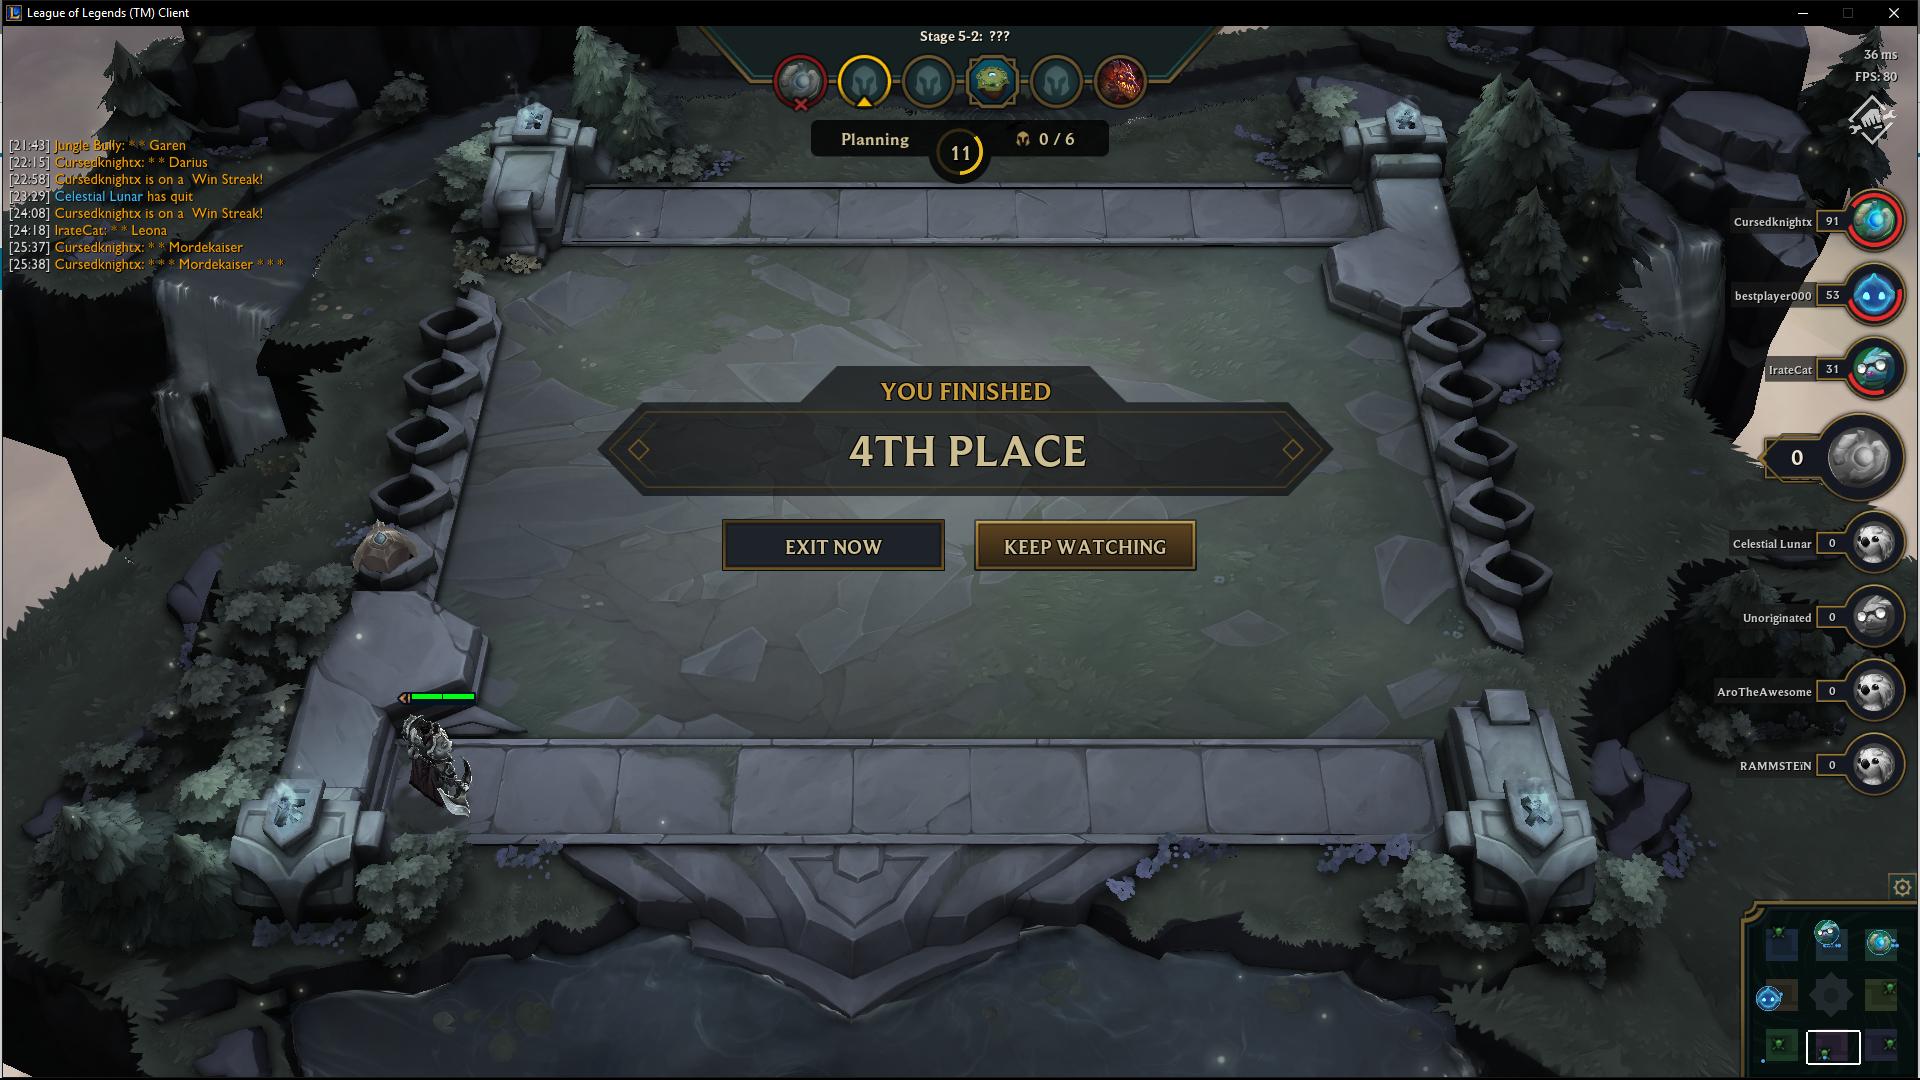 League of Legends (TM) Client
Stage 5-2: ???
36 ms
FPS: 80
Planning
11
0 / 6
[21:43] Jungle Bully: * * Garen
[22:15] Cursedknightx: * * Darius
[22:58] Cursedknightx is on a Win Streak!
[23:29] Celestial Lunar has quit
[24:08] Cursedknightx is on a Win Streak!
[24:18] IrateCat: * * Leona
[25:37] Cursedknightx: * * Mordekaiser
[25:38] Cursedknightx: * * * Mordekaiser * * *
Cursedknightx 91
bestplayer000 53
IrateCat 31
0
Celestial Lunar 0
Unoriginated 0
AroTheAwesome 0
RAMMSTEïN 0
YOU FINISHED
4TH PLACE
EXIT NOW
KEEP WATCHING